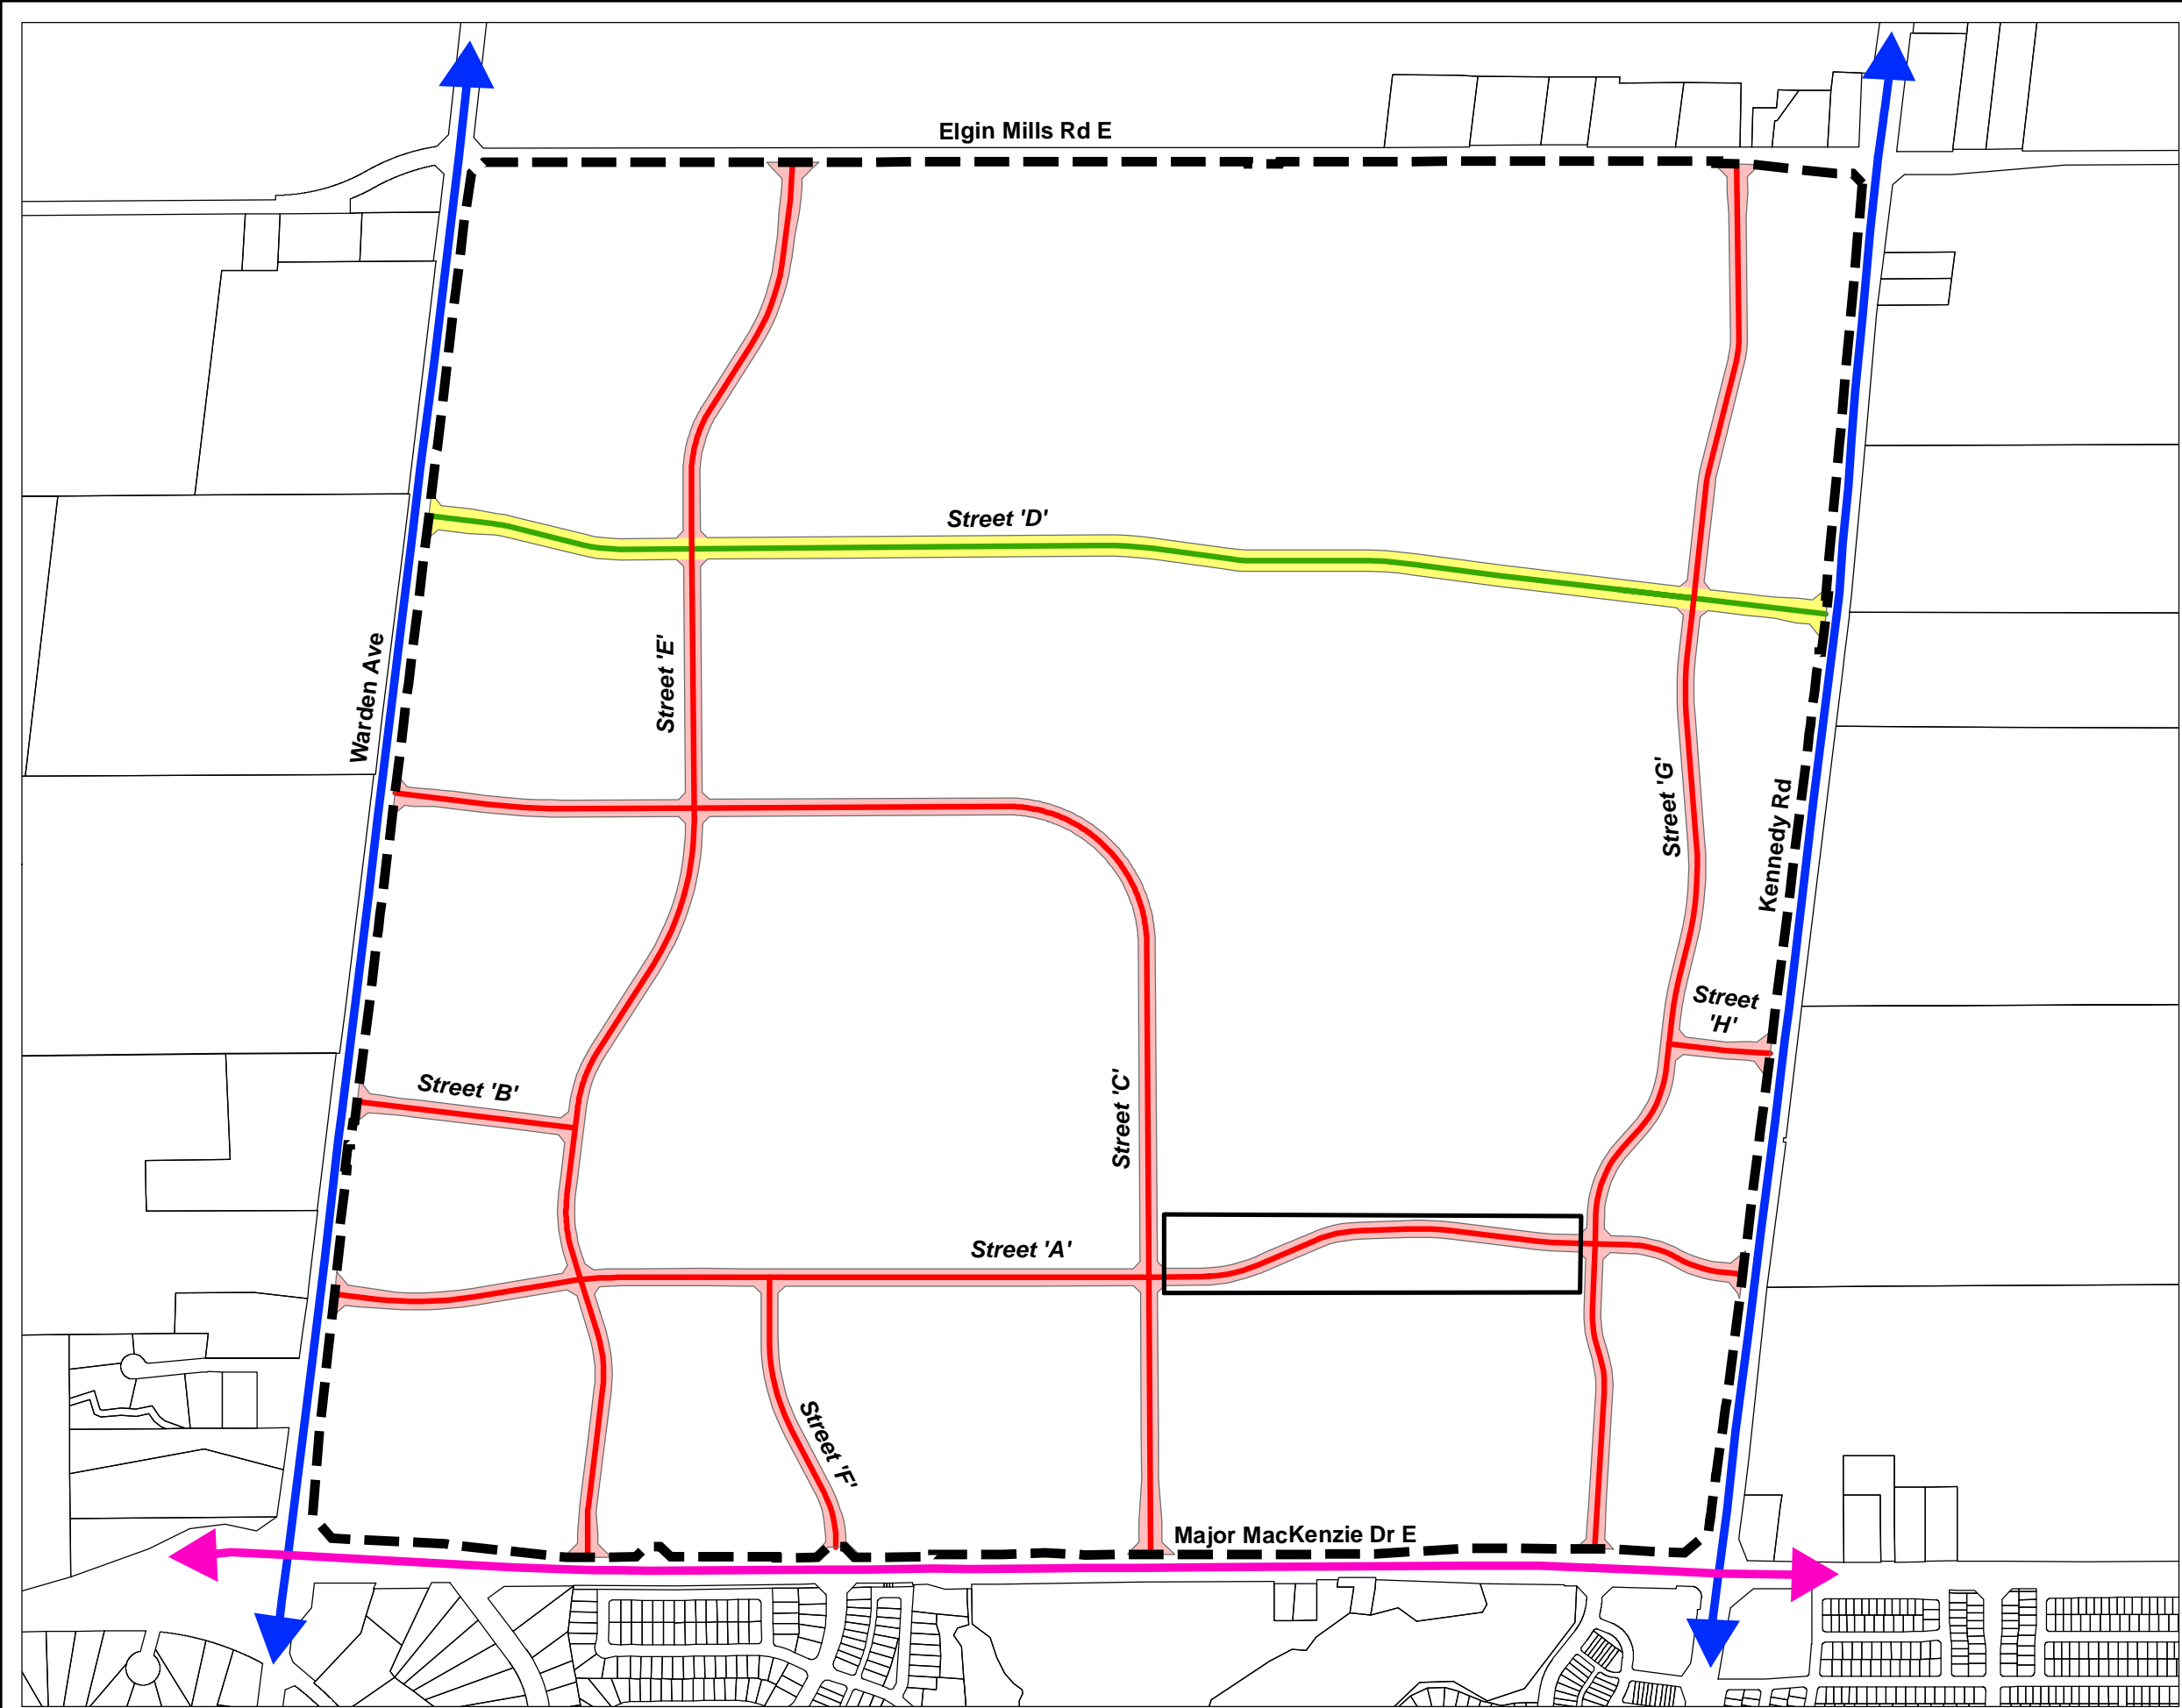 Elgin Mills Rd E
Street 'D'
Warden Ave
Street 'E'
Street 'G'
Kennedy Rd
Street
'H'
Street 'B'
Street 'C'
Street 'A'
Street 'F'
Major MacKenzie Dr E